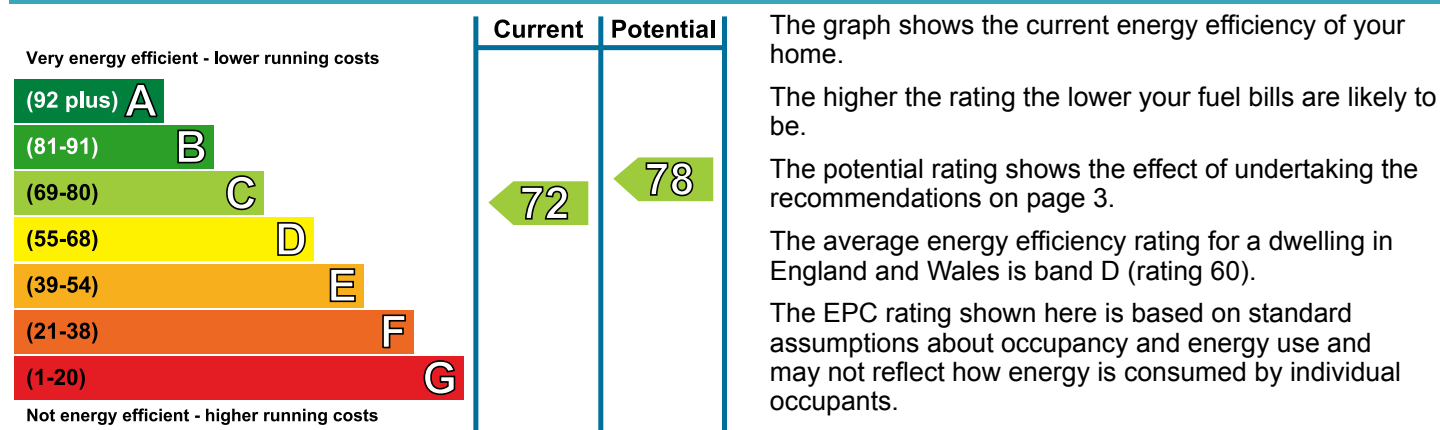 Current Potential
Very energy efficient - lower running costs
(92 plus) A
(81-91) B
(69-80) C
(55-68) D
(39-54) E
(21-38) F
(1-20) G
Not energy efficient - higher running costs
72
78
The graph shows the current energy efficiency of your
home.
The higher the rating the lower your fuel bills are likely to
be.
The potential rating shows the effect of undertaking the
recommendations on page 3.
The average energy efficiency rating for a dwelling in
England and Wales is band D (rating 60).
The EPC rating shown here is based on standard
assumptions about occupancy and energy use and
may not reflect how energy is consumed by individual
occupants.